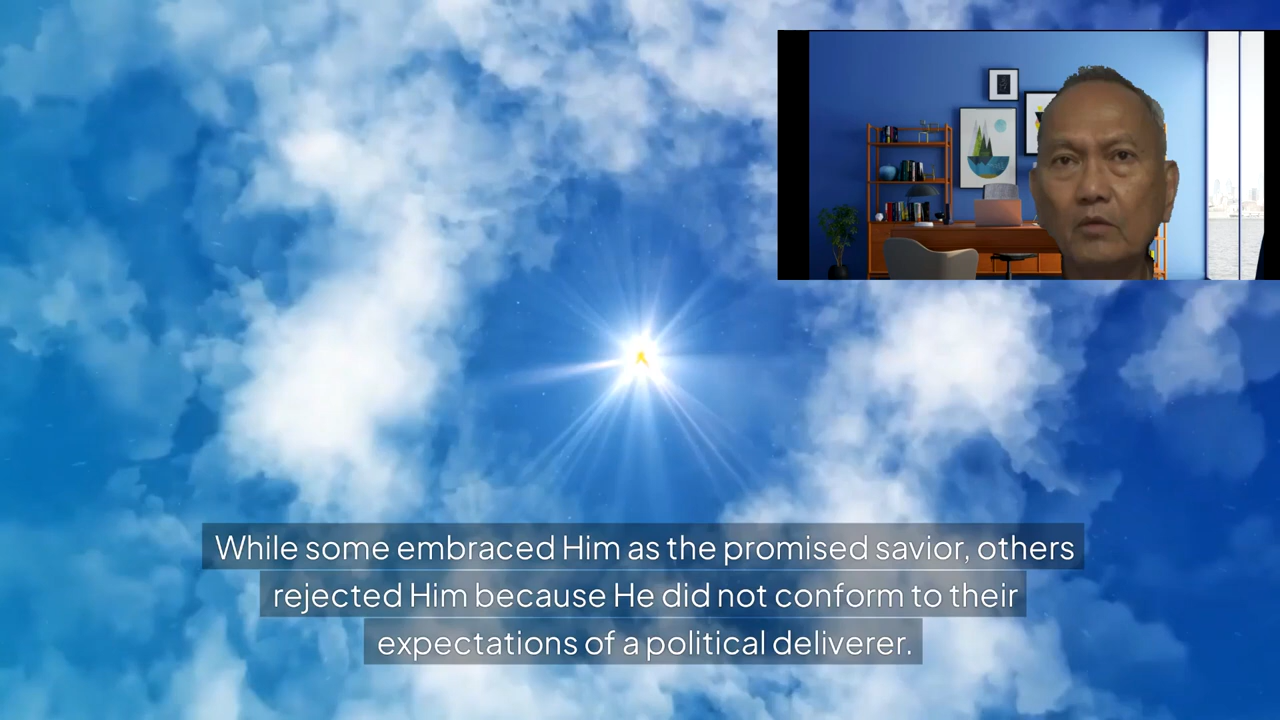 While some embraced Him as the promised savior, others
rejected Him because He did not conform to their
expectations of a political deliverer.